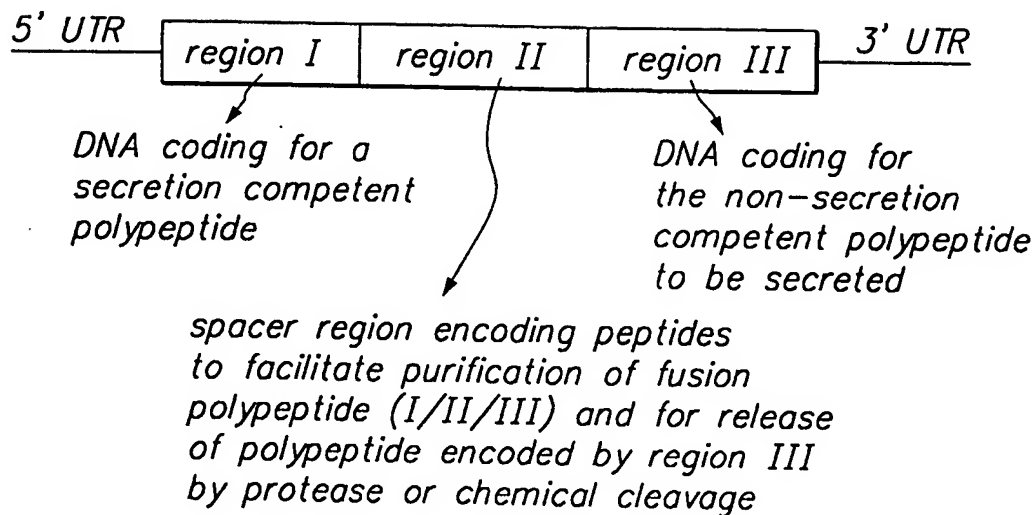 5' UTR
region I
region II
region III
3' UTR
DNA coding for a
secretion competent
polypeptide
DNA coding for
the non-secretion
competent polypeptide
to be secreted
spacer region encoding peptides
to facilitate purification of fusion
polypeptide (I/II/III) and for release
of polypeptide encoded by region III
by protease or chemical cleavage